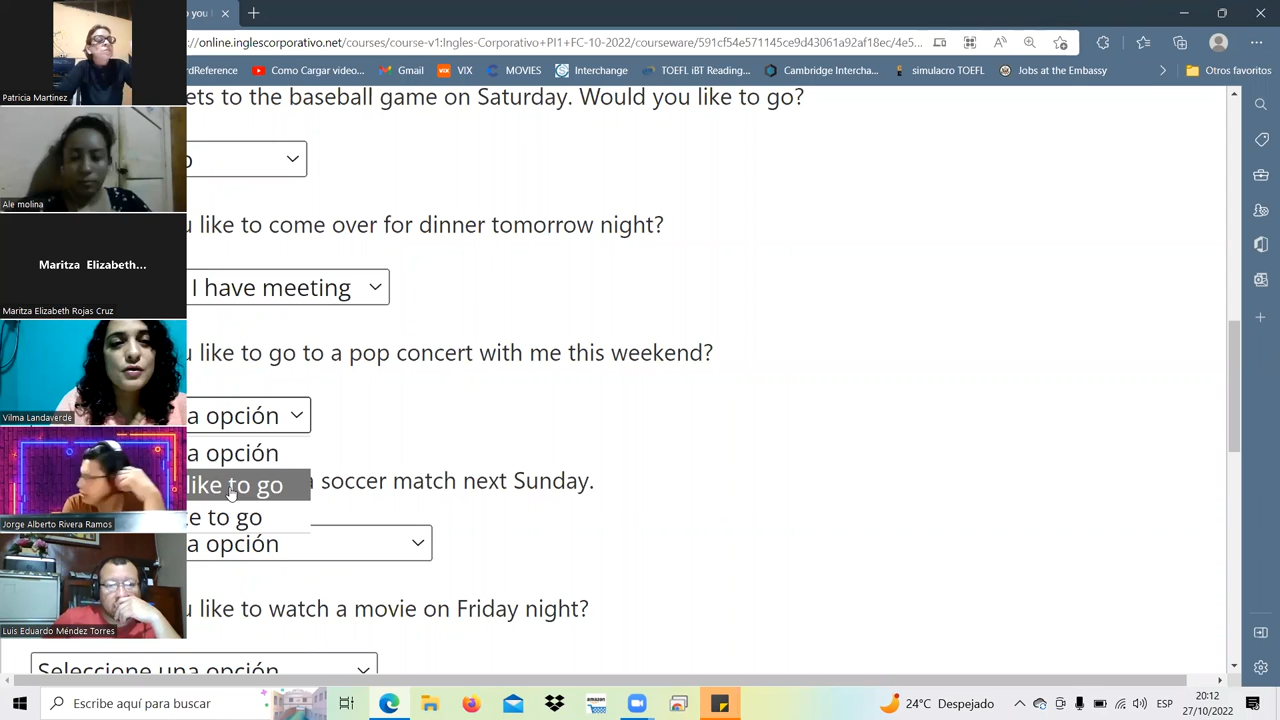 o you l
//online.inglescorporativo.net/courses/course-v1:Ingles-Corporativo+PI1+FC-10-2022/courseware/591cf54e571145ce9d43061a92af18ec/4e5...
rdReference
Como Cargar video...
Gmail
VIX
MOVIES
Interchange
TOEFL iBT Reading...
Cambridge Intercha...
simulacro TOEFL
Jobs at the Embassy
Otros favoritos
ets to the baseball game on Saturday. Would you like to go?
o
u like to come over for dinner tomorrow night?
I have meeting
u like to go to a pop concert with me this weekend?
a opción
a opción
like to go
a soccer match next Sunday.
ke to go
a opción
u like to watch a movie on Friday night?
Seleccione una opción
Patricia Martinez
Ale molina
Maritza Elizabeth...
Maritza Elizabeth Rojas Cruz
Vilma Landaverde
Jorge Alberto Rivera Ramos
Luis Eduardo Méndez Torres
Escribe aquí para buscar
amazon
24°C Despejado
ESP
20:12
27/10/2022